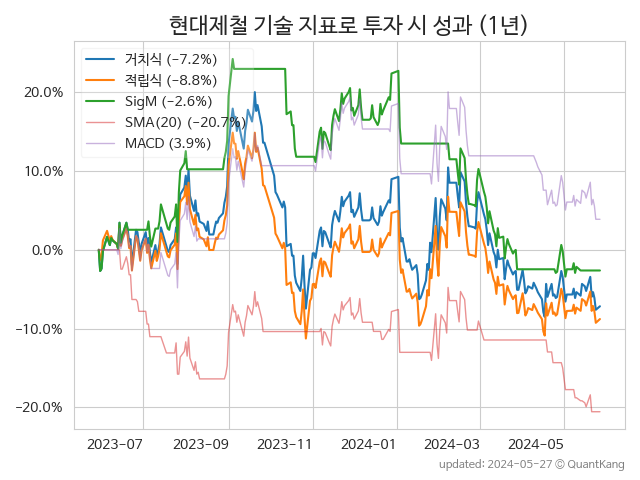 현대제철 기술 지표로 투자 시 성과 (1년)
거치식 (−7.2%)
적립식 (−8.8%)
SigM (−2.6%)
SMA(20) (−20.7%)
MACD (3.9%)
20.0%
10.0%
0.0%
−10.0%
−20.0%
2023-07 2023-09 2023-11 2024-01 2024-03 2024-05
updated: 2024-05-27 © QuantKang